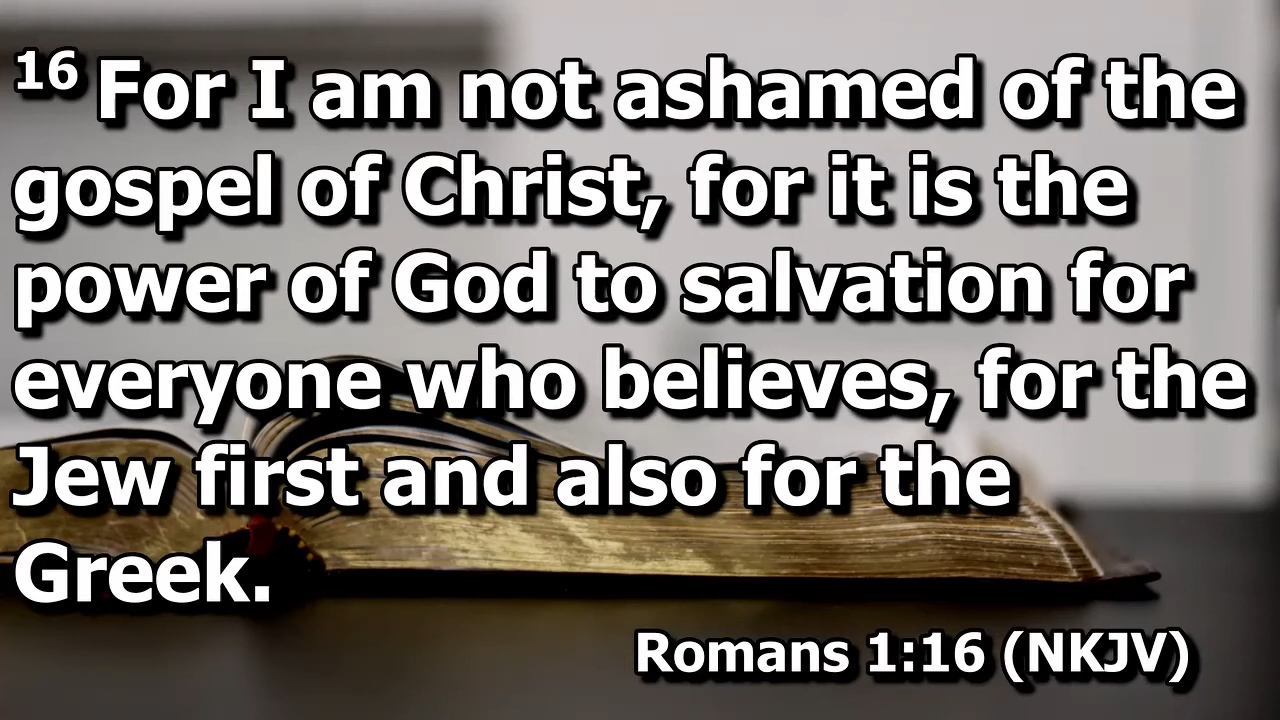 16 For I am not ashamed of the
gospel of Christ, for it is the
power of God to salvation for
everyone who believes, for the
Jew first and also for the
Greek.
Romans 1:16 (NKJV)